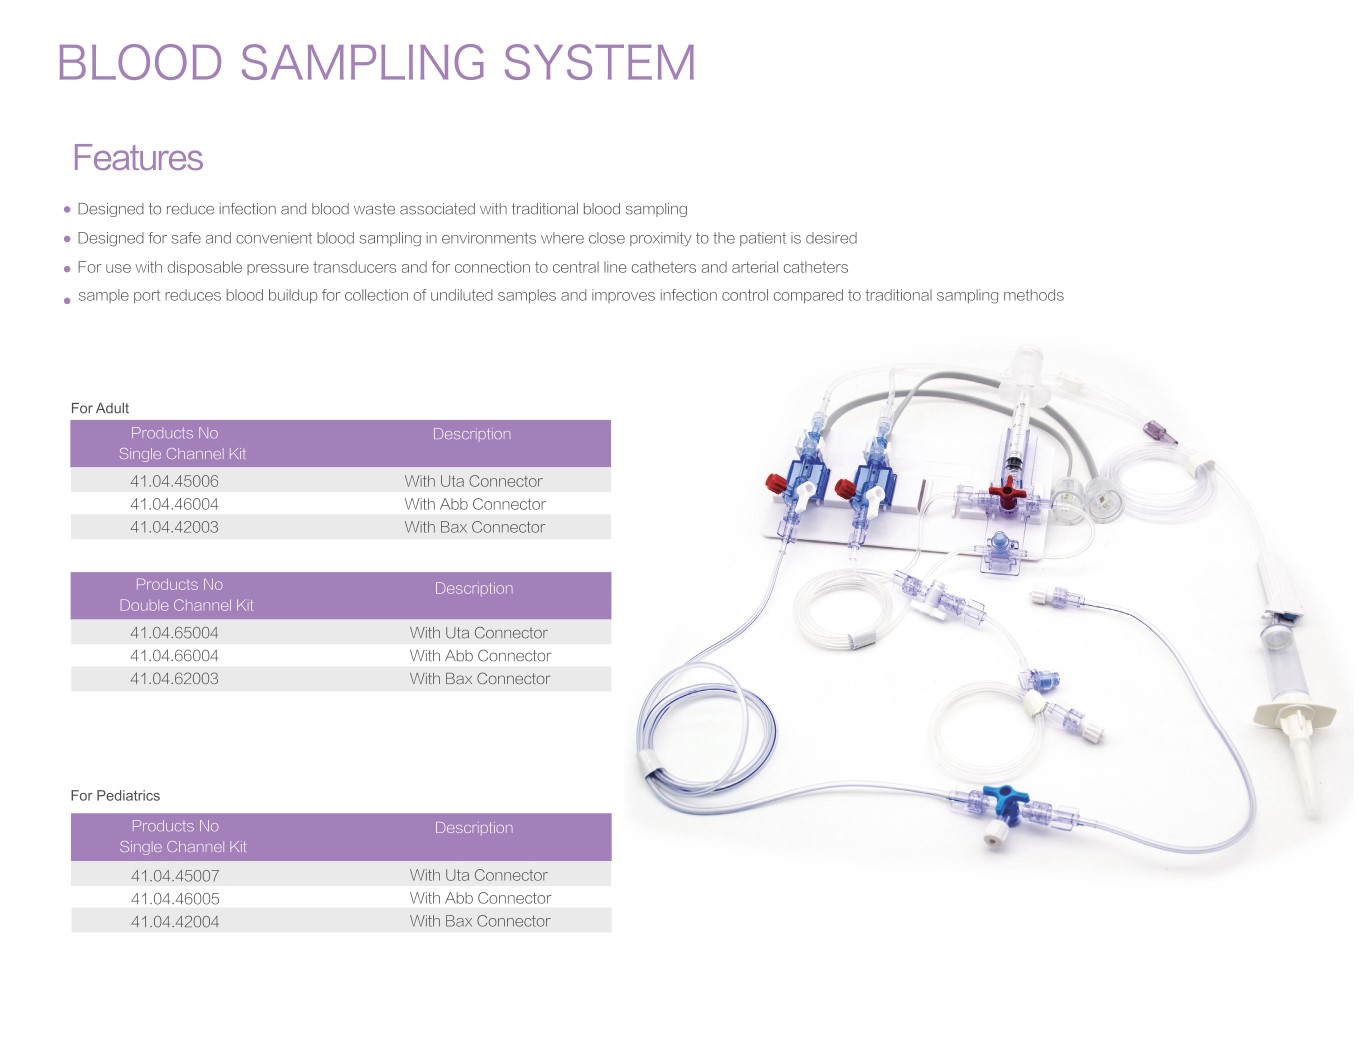 BLOOD SAMPLING SYSTEM
Features
Designed to reduce infection and blood waste associated with traditional blood sampling
Designed for safe and convenient blood sampling in environments where close proximity to the patient is desired
For use with disposable pressure transducers and for connection to central line catheters and arterial catheters
sample port reduces blood buildup for collection of undiluted samples and improves infection control compared to traditional sampling methods
For Adult
Products No Description
Single Channel Kit
41.04.45006 With Uta Connector
41.04.46004 With Abb Connector
41.04.42003 With Bax Connector
Products No Description
Double Channel Kit
41.04.65004 With Uta Connector
41.04.66004 With Abb Connector
41.04.62003 With Bax Connector
For Pediatrics
Products No Description
Single Channel Kit
41.04.45007 With Uta Connector
41.04.46005 With Abb Connector
41.04.42004 With Bax Connector